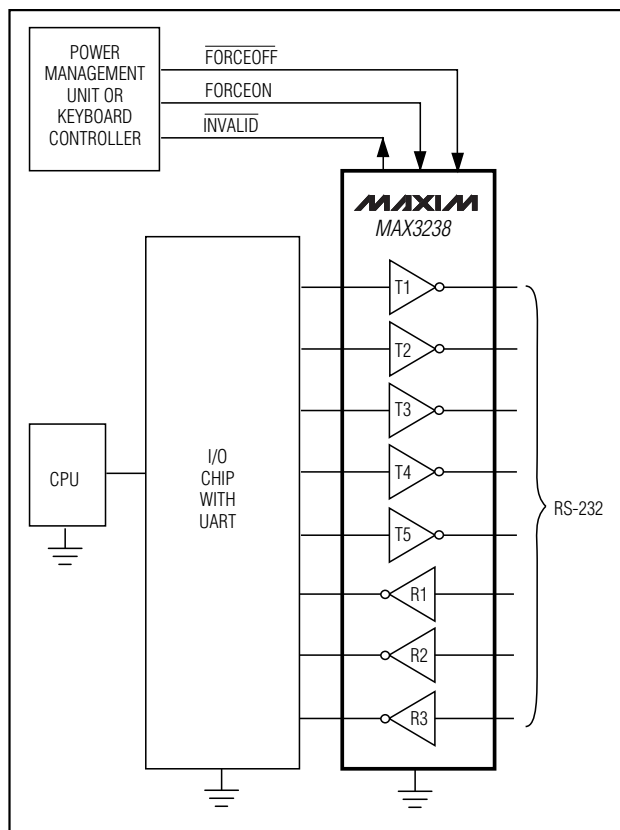 POWER
MANAGEMENT
UNIT OR
KEYBOARD
CONTROLLER
FORCEOFF
FORCEON
INVALID
MAXIM
MAX3238
T1
T2
T3
T4
T5
R1
R2
R3
CPU
I/O
CHIP
WITH
UART
RS-232